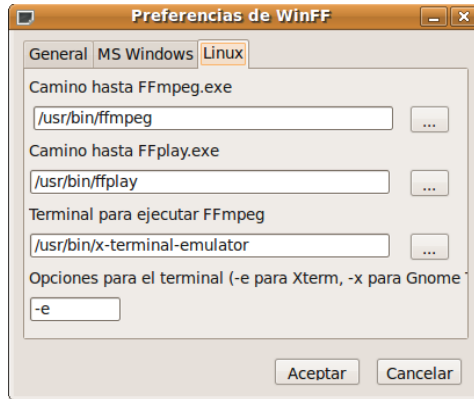 Preferencias de WinFF
General MS Windows Linux
Camino hasta FFmpeg.exe
/usr/bin/ffmpeg
...
Camino hasta FFplay.exe
/usr/bin/ffplay
...
Terminal para ejecutar FFmpeg
/usr/bin/x-terminal-emulator
...
Opciones para el terminal (-e para Xterm, -x para Gnome
-e
Aceptar Cancelar